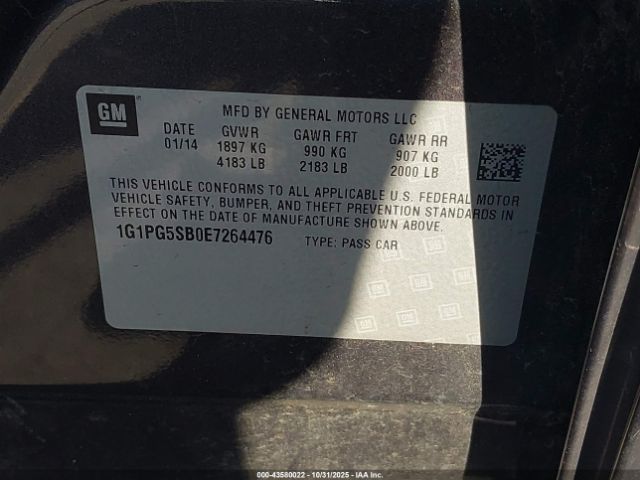 GM
MFD BY GENERAL MOTORS LLC
DATE GVWR GAWR FRT GAWR RR
01/14 1897 KG 990 KG 907 KG
4183 LB 2183 LB 2000 LB
THIS VEHICLE CONFORMS TO ALL APPLICABLE U.S. FEDERAL MOTOR
VEHICLE SAFETY, BUMPER, AND THEFT PREVENTION STANDARDS IN
EFFECT ON THE DATE OF MANUFACTURE SHOWN ABOVE.
1G1PG5SB0E7264476 TYPE: PASS CAR
000-43580022 - 10/31/2025 - IAA Inc.